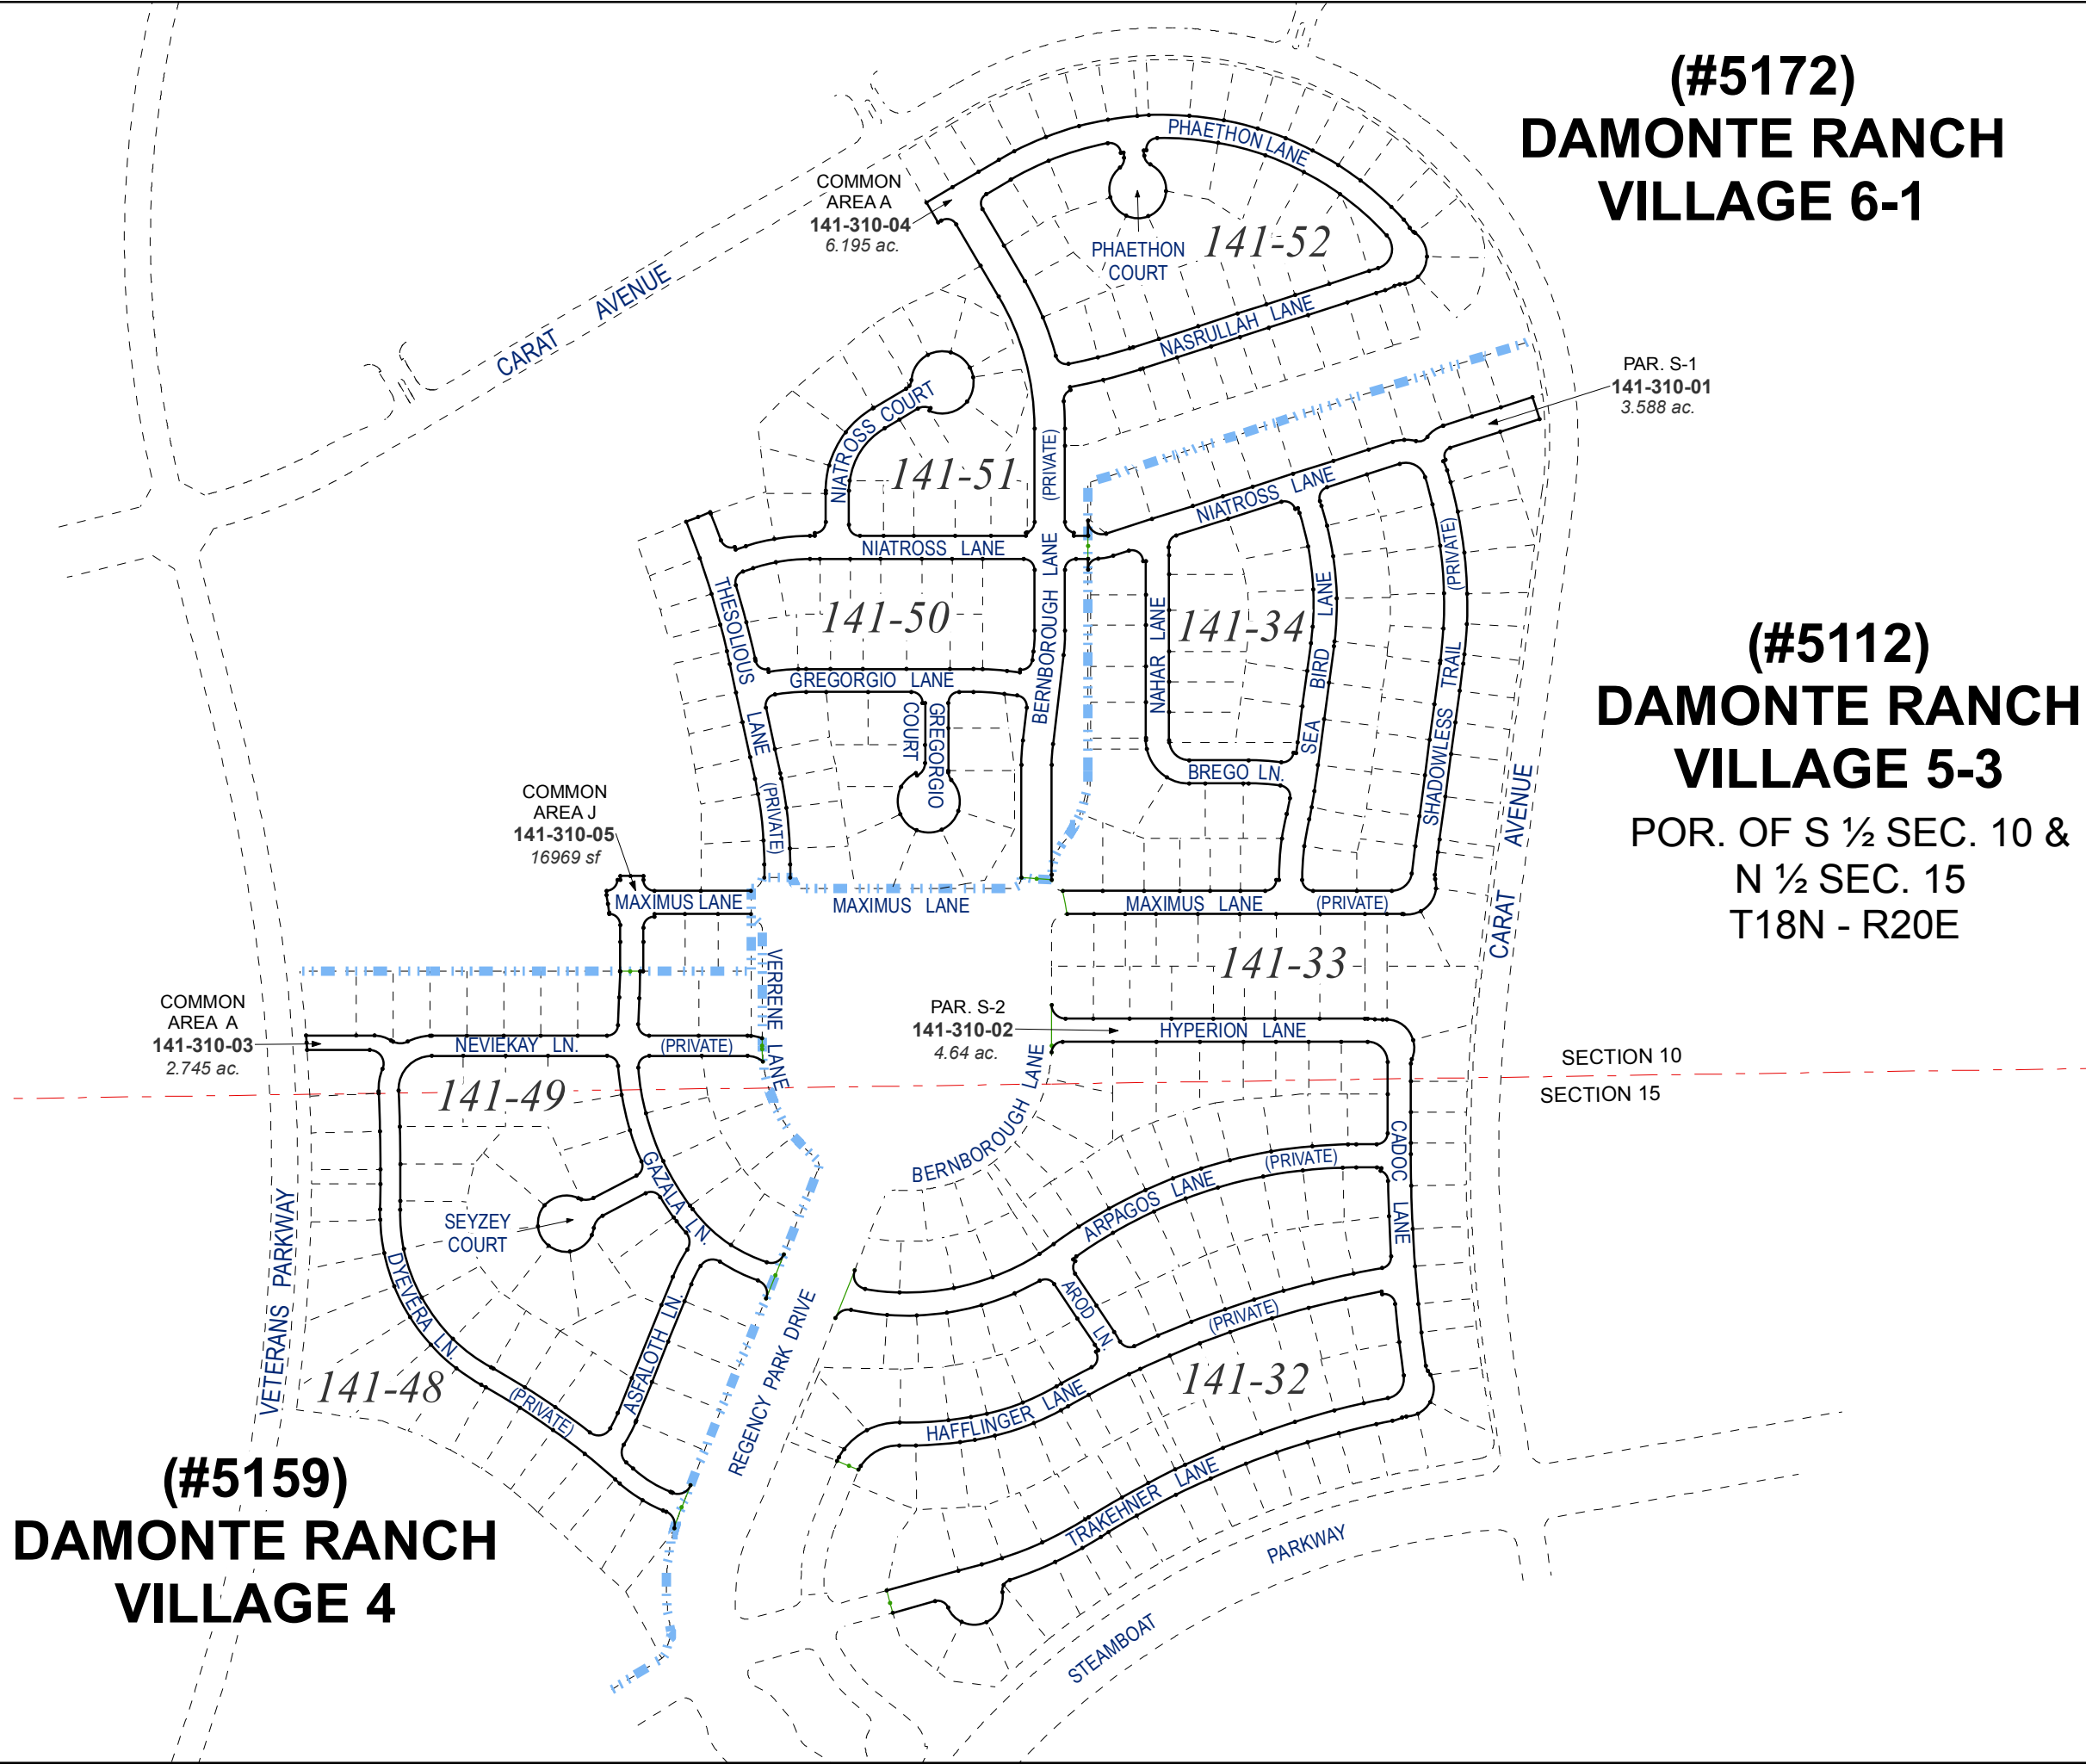 (#5172)
DAMONTE RANCH
VILLAGE 6-1
PHAETHON LANE
COMMON
AREA A
141-310-04
6.195 ac.
PHAETHON
COURT
141-52
CARAT AVENUE
NASRULLAH LANE
PAR. S-1
141-310-01
3.588 ac.
NIATROSS COURT
141-51
(PRIVATE)
NIATROSS LANE
NIATROSS LANE
BERNBOROUGH LANE
THESOLIOUS LANE (PRIVATE)
141-50
GREGORGIO LANE
GREGORGIO
COURT
NAHAR LANE
141-34
SEA BIRD LANE
SHADOWLESS TRAIL (PRIVATE)
BREGO LN.
CARAT AVENUE
(#5112)
DAMONTE RANCH
VILLAGE 5-3
POR. OF S ½ SEC. 10 &
N ½ SEC. 15
T18N - R20E
COMMON
AREA J
141-310-05
16969 sf
MAXIMUS LANE
MAXIMUS LANE
MAXIMUS LANE (PRIVATE)
141-33
VERRENE LANE
COMMON
AREA A
141-310-03
2.745 ac.
NEVIEKAY LN. (PRIVATE)
PAR. S-2
141-310-02
4.64 ac.
HYPERION LANE
SECTION 10
SECTION 15
141-49
BERNBOROUGH LANE
CADOC LANE
GAZALA LN.
SEYZEY
COURT
ARPAGOS LANE (PRIVATE)
VETERANS PARKWAY
DYEVERA LN. (PRIVATE)
ASFALOTH LN.
REGENCY PARK DRIVE
AROD LN.
141-48
HAFFLINGER LANE (PRIVATE)
141-32
TRAKEHNER LANE
STEAMBOAT PARKWAY
(#5159)
DAMONTE RANCH
VILLAGE 4